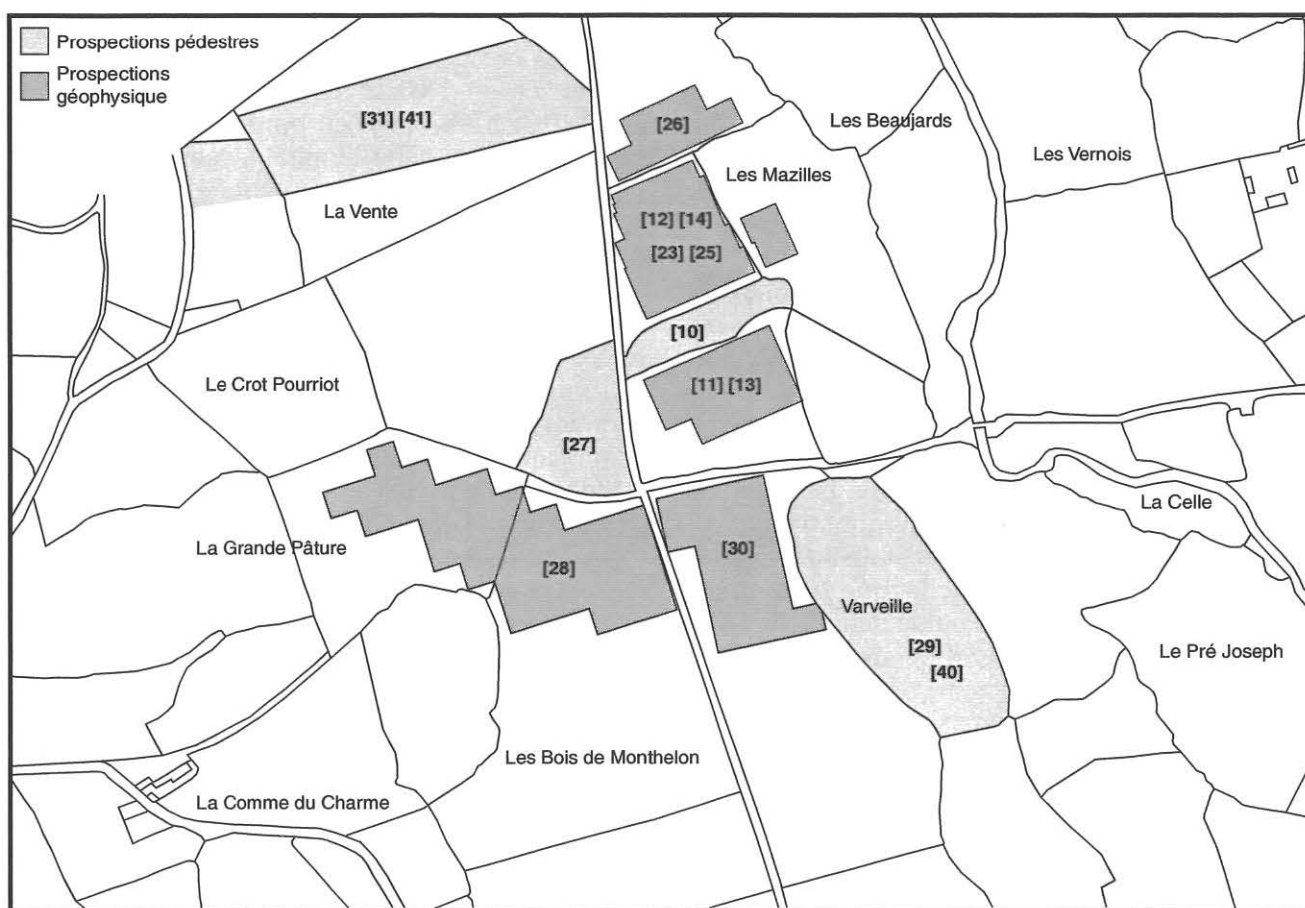 Prospections pédestres
Prospections
géophysique
[31] [41]
[26]
Les Beaujards
Les Vernois
Les Mazilles
La Vente
[12] [14]
[23] [25]
[10]
Le Crot Pourriot
[11] [13]
[27]
La Celle
La Grande Pâture
[28]
[30]
Varveille
[29]
[40]
Le Pré Joseph
Les Bois de Monthelon
La Comme du Charme